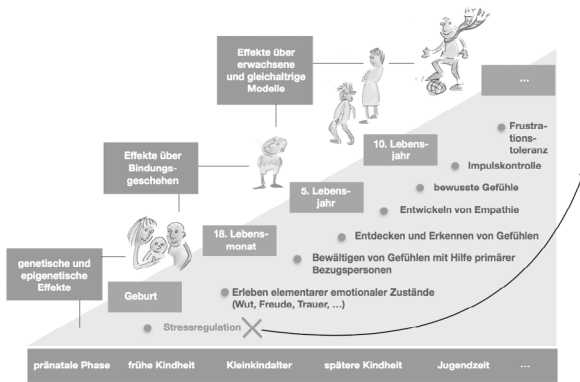 Effekte über
erwachsene
und gleichaltrige
Modelle
...
Frustra-
tions-
toleranz
10. Lebens-
jahr
Impulskontrolle
Effekte über
Bindungs-
geschehen
5. Lebens-
jahr
bewusste Gefühle
Entwickeln von Empathie
18. Lebens-
monat
Entdecken und Erkennen von Gefühlen
Bewältigen von Gefühlen mit Hilfe primärer
Bezugspersonen
genetische und
epigenetische
Effekte
Geburt
Erleben elementarer emotionaler Zustände
(Wut, Freude, Trauer, ...)
Stressregulation
pränatale Phase frühe Kindheit Kleinkindalter spätere Kindheit Jugendzeit ...